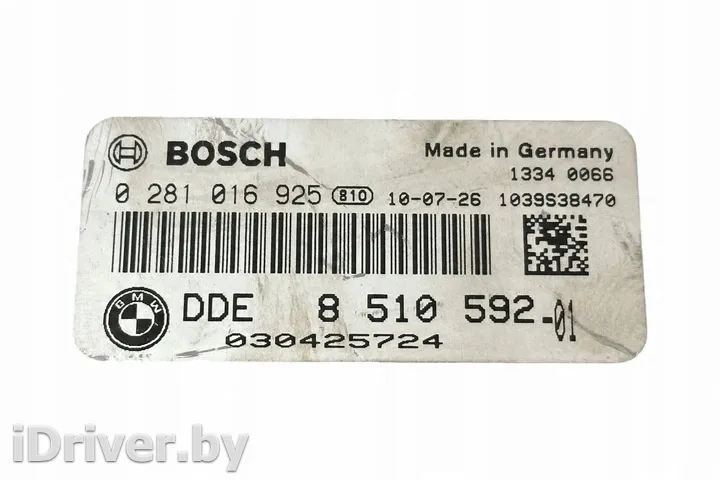 BOSCH Made in Germany
1334 0066
0 281 016 925 810 10-07-26 1039S38470
BMW DDE 8 510 592-01
030425724
iDriver.by